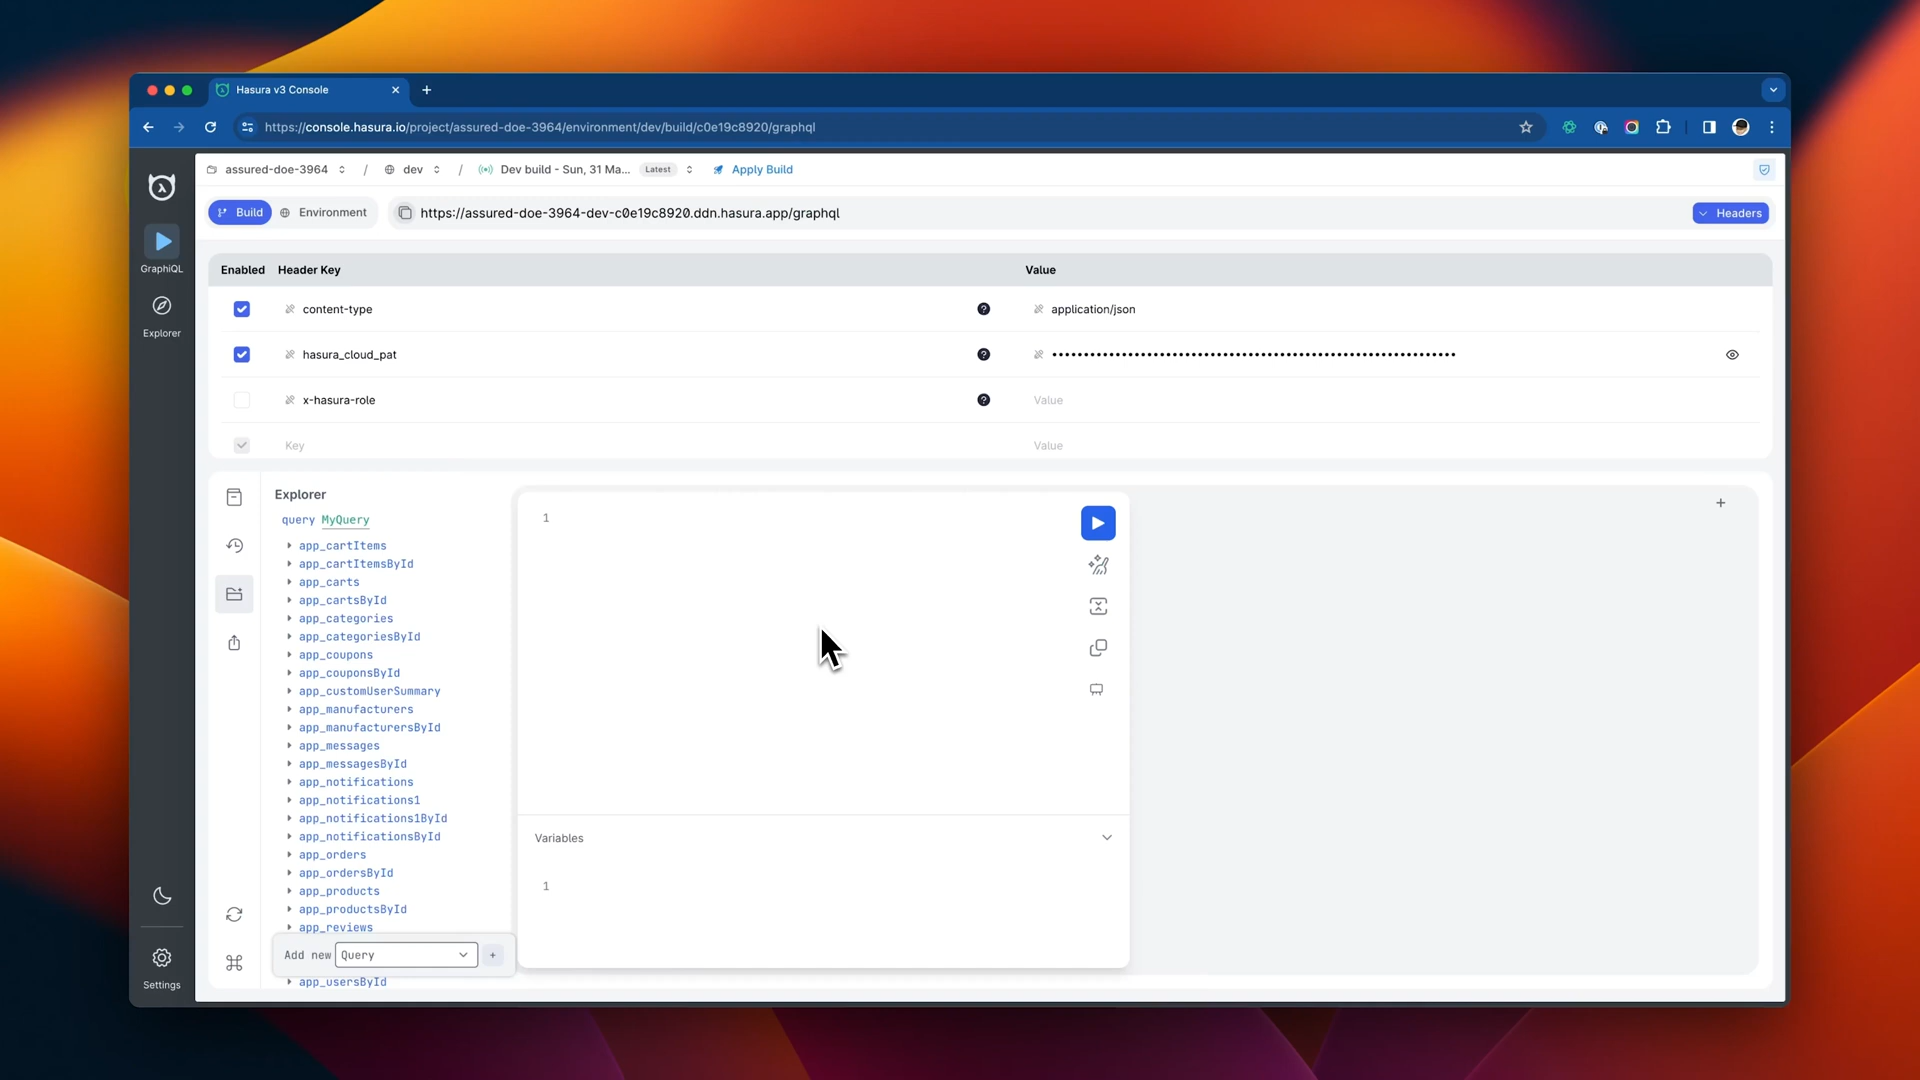 Hasura v3 Console
https://console.hasura.io/project/assured-doe-3964/environment/dev/build/c0e19c8920/graphql
assured-doe-3964 / dev / Dev build - Sun, 31 Ma... Latest Apply Build
Build Environment https://assured-doe-3964-dev-c0e19c8920.ddn.hasura.app/graphql Headers
GraphiQL
Explorer
Enabled Header Key Value
content-type application/json
hasura_cloud_pat ••••••••••••••••••••••••••••••••••••••••••••••••••••••••••••••••
x-hasura-role Value
Key Value
Explorer
query MyQuery
app_cartItems
app_cartItemsById
app_carts
app_cartsById
app_categories
app_categoriesById
app_coupons
app_couponsById
app_customUserSummary
app_manufacturers
app_manufacturersById
app_messages
app_messagesById
app_notifications
app_notifications1
app_notifications1ById
app_notificationsById
app_orders
app_ordersById
app_products
app_productsById
app_reviews
Add new Query +
app_usersById
1
Variables
1
Settings